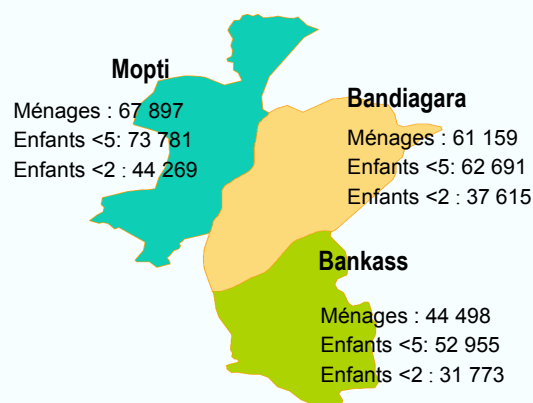 Mopti
Ménages : 67 897
Enfants <5: 73 781
Enfants <2 : 44 269
Bandiagara
Ménages : 61 159
Enfants <5: 62 691
Enfants <2 : 37 615
Bankass
Ménages : 44 498
Enfants <5: 52 955
Enfants <2 : 31 773